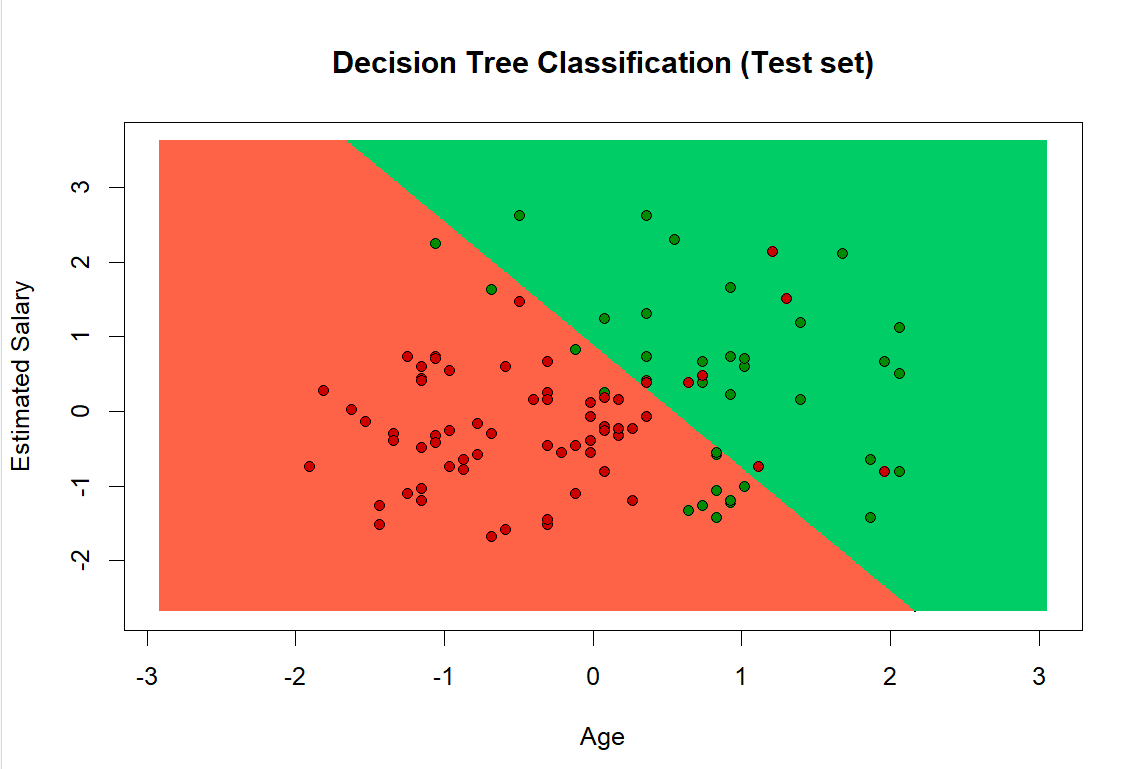 Decision Tree Classification (Test set)
Estimated Salary
3
2
1
0
-1
-2
-3 -2 -1 0 1 2 3
Age